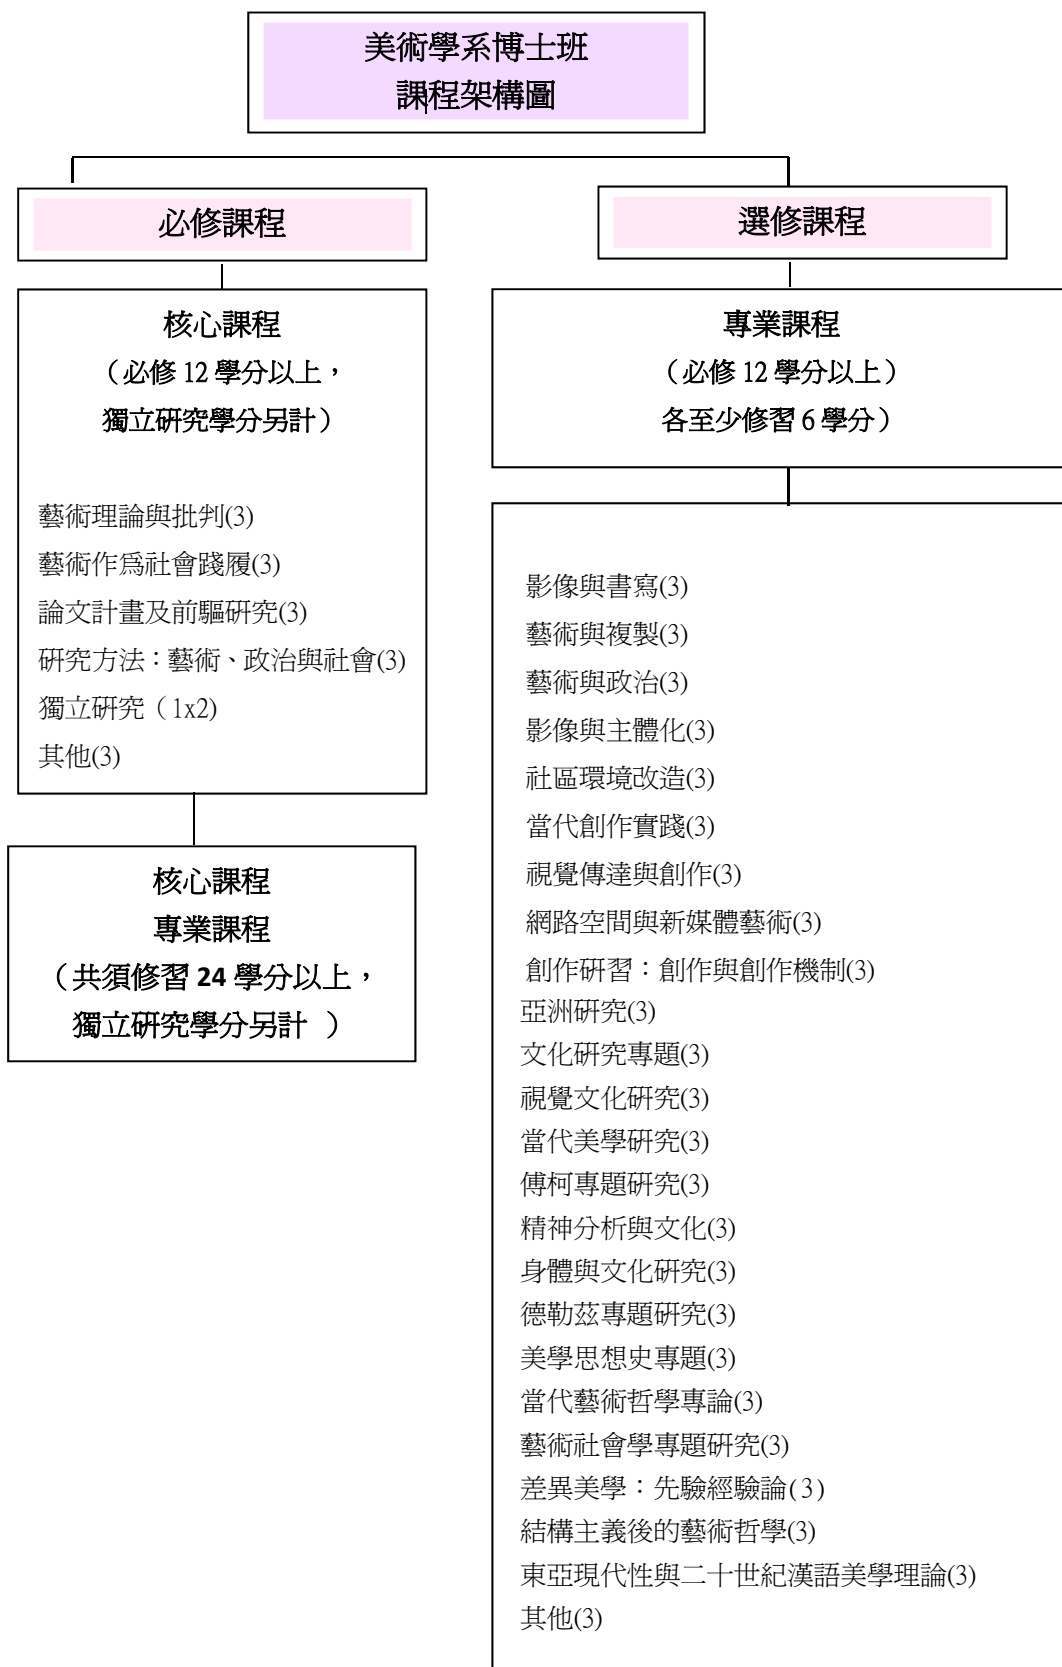 美術學系博士班
課程架構圖
必修課程
核心課程
（必修 12 學分以上，
獨立研究學分另計）
藝術理論與批判(3)
藝術作為社會踐履(3)
論文計畫及前驅研究(3)
研究方法：藝術、政治與社會(3)
獨立研究（1x2)
其他(3)
核心課程
專業課程
（共須修習 24 學分以上，
獨立研究學分另計 ）
選修課程
專業課程
（必修 12 學分以上）
各至少修習 6 學分）
影像與書寫(3)
藝術與複製(3)
藝術與政治(3)
影像與主體化(3)
社區環境改造(3)
當代創作實踐(3)
視覺傳達與創作(3)
網路空間與新媒體藝術(3)
創作研習：創作與創作機制(3)
亞洲研究(3)
文化研究專題(3)
視覺文化研究(3)
當代美學研究(3)
傅柯專題研究(3)
精神分析與文化(3)
身體與文化研究(3)
德勒茲專題研究(3)
美學思想史專題(3)
當代藝術哲學專論(3)
藝術社會學專題研究(3)
差異美學：先驗經驗論(3)
結構主義後的藝術哲學(3)
東亞現代性與二十世紀漢語美學理論(3)
其他(3)